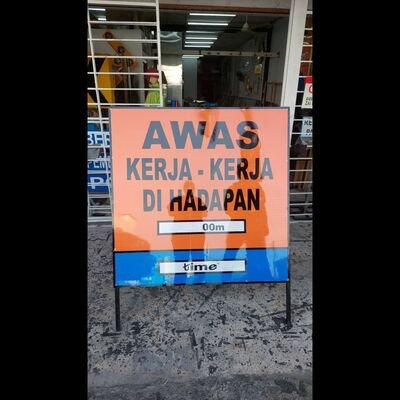 AWAS
KERJA - KERJA
DI HADAPAN
00m
time